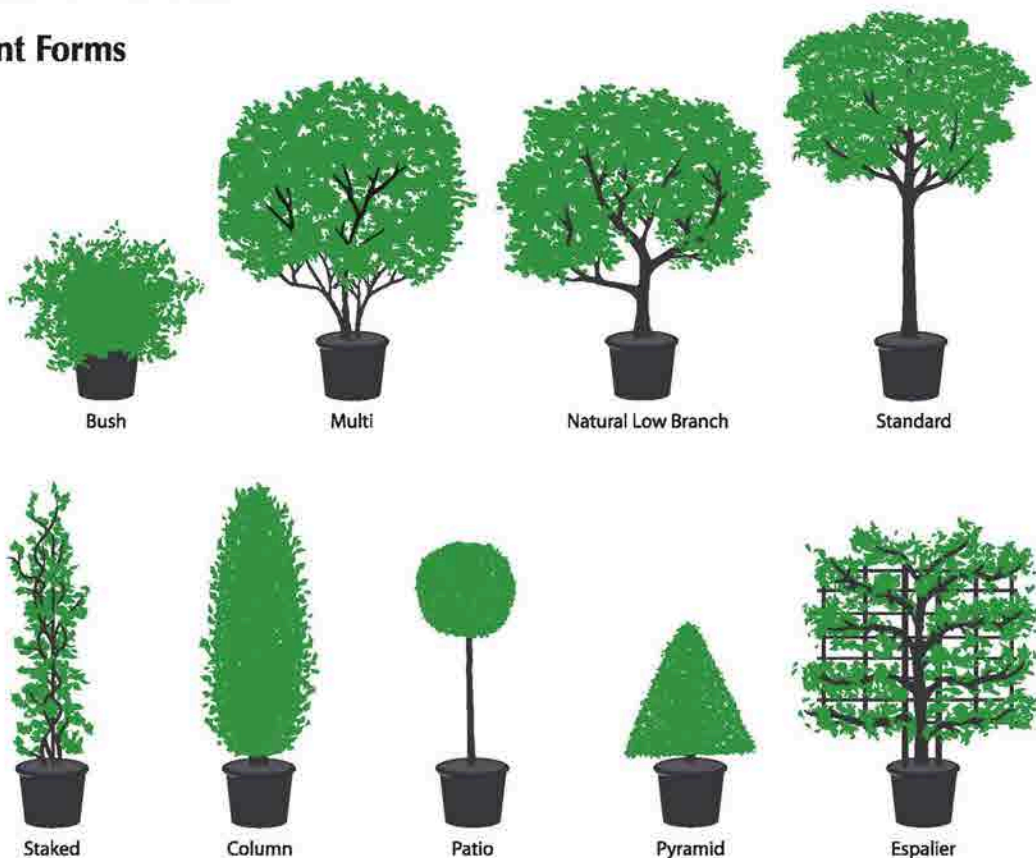 nt Forms
Bush
Multi
Natural Low Branch
Standard
Staked
Column
Patio
Pyramid
Espalier